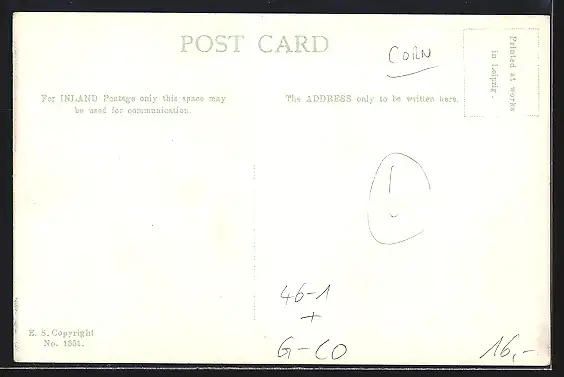 POST CARD
CORN
Printed at works
in Leipzig.
For INLAND Postage only this space may
be used for communication.
The ADDRESS only to be written here.
!
46-1
+
G-CO
16,-
E. S. Copyright
No. 1351.